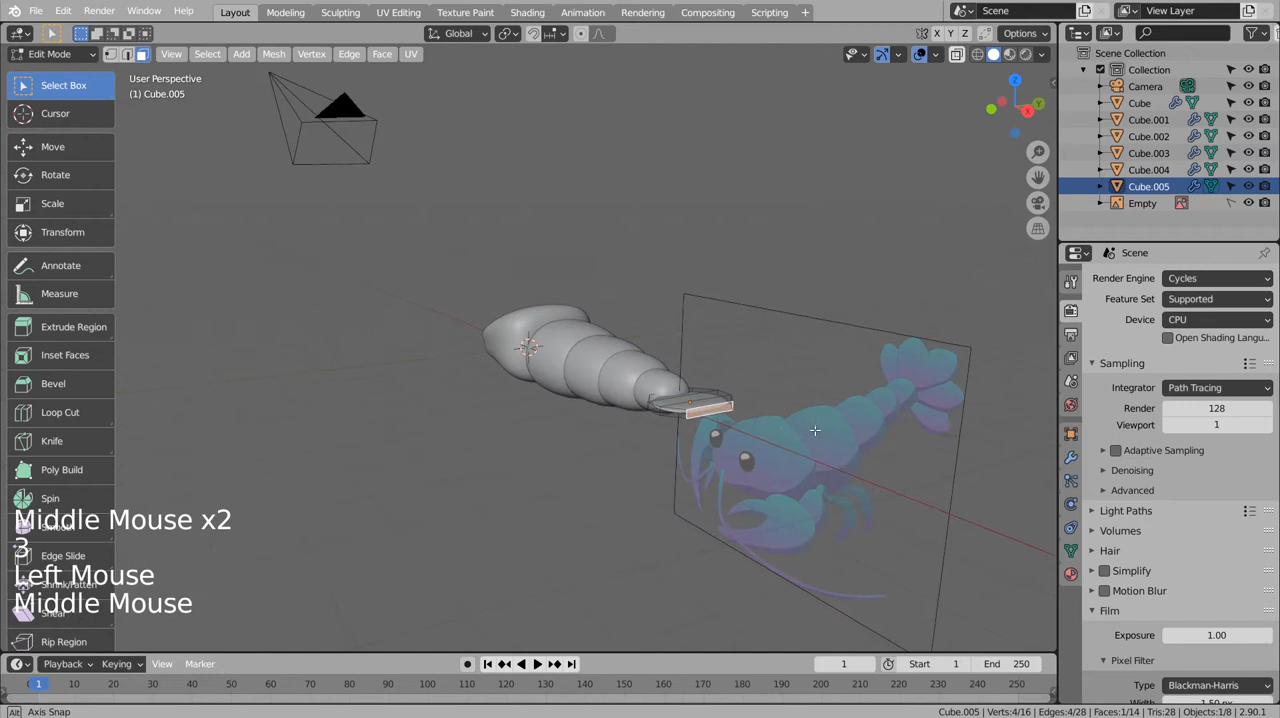 File Edit Render Window Help
Layout Modeling Sculpting UV Editing Texture Paint Shading Animation Rendering Compositing Scripting +
Scene
View Layer
Global
X Y Z
Options
Edit Mode
View Select Add Mesh Vertex Edge Face UV
User Perspective
(1) Cube.005
Select Box
Cursor
Move
Rotate
Scale
Transform
Annotate
Measure
Extrude Region
Inset Faces
Bevel
Loop Cut
Knife
Poly Build
Spin
Smooth
Edge Slide
Shrink/Fatten
Shear
Rip Region
Middle Mouse x2
3
Left Mouse
Middle Mouse
Z
Y
X
Scene Collection
Collection
Camera
Cube
Cube.001
Cube.002
Cube.003
Cube.004
Cube.005
Empty
Scene
Render Engine Cycles
Feature Set Supported
Device CPU
Open Shading Langu...
Sampling
Integrator Path Tracing
Render 128
Viewport 1
Adaptive Sampling
Denoising
Advanced
Light Paths
Volumes
Hair
Simplify
Motion Blur
Film
Exposure 1.00
Pixel Filter
Type Blackman-Harris
1.50 px
Playback Keying View Marker
1
Start 1
End 250
1 10 20 30 40 50 60 70 80 90 100 110 120 130 140 150 160 170 180 190 200 210 220 230 240 250
Alt Axis Snap
Cube.005 | Verts:4/16 | Edges:4/28 | Faces:1/14 | Tris:28 | Objects:1/8 | 2.90.1